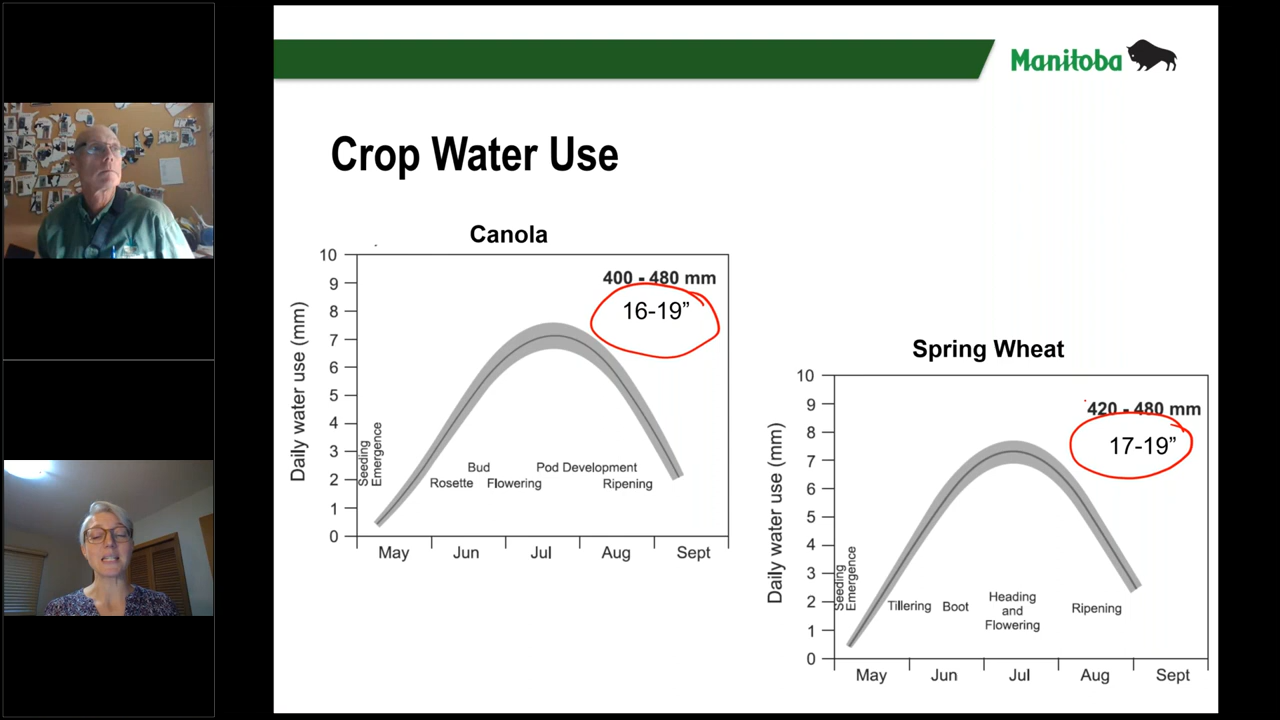 Manitoba
Crop Water Use
Canola
400 - 480 mm
16-19”
Daily water use (mm)
10
9
8
7
6
5
4
3
2
1
0
Seeding
Emergence
Bud
Pod Development
Rosette
Flowering
Ripening
May
Jun
Jul
Aug
Sept
Spring Wheat
420 - 480 mm
17-19”
Daily water use (mm)
10
9
8
7
6
5
4
3
2
1
0
Seeding
Emergence
Tillering
Boot
Heading
and
Flowering
Ripening
May
Jun
Jul
Aug
Sept